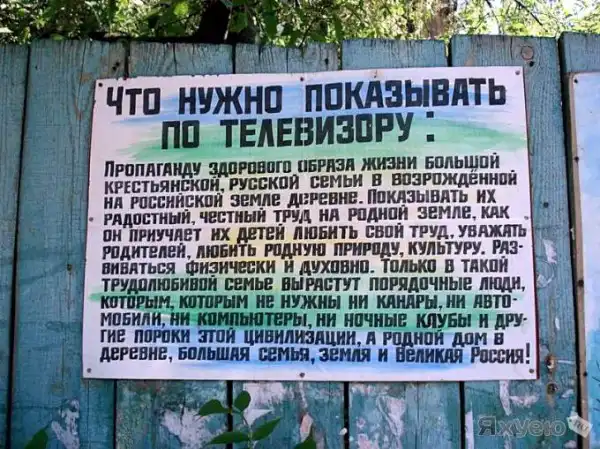 Что нужно показывать
по телевизору:
Пропаганду здорового образа жизни большой
крестьянской, русской семьи в возрождённой
на российской земле деревне. Показывать их
радостный, честный труд на родной земле, как
он приучает их детей любить свой труд, уважать
родителей, любить родную природу, культуру. Раз-
виваться физически и духовно. Только в такой
трудолюбивой семье вырастут порядочные люди,
которым, которым не нужны ни канары, ни авто-
мобили, ни компьютеры, ни ночные клубы и дру-
гие пороки этой цивилизации, а родной дом в
деревне, большая семья, земля и Великая Россия!
ЯхУею.RU